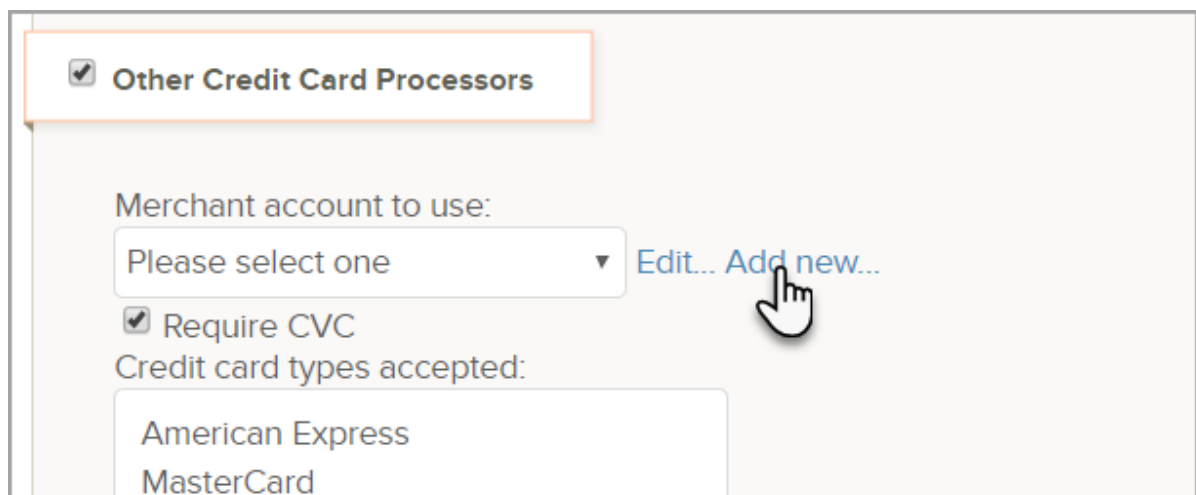 Other Credit Card Processors
Merchant account to use:
Please select one Edit... Add new...
Require CVC
Credit card types accepted:
American Express
MasterCard